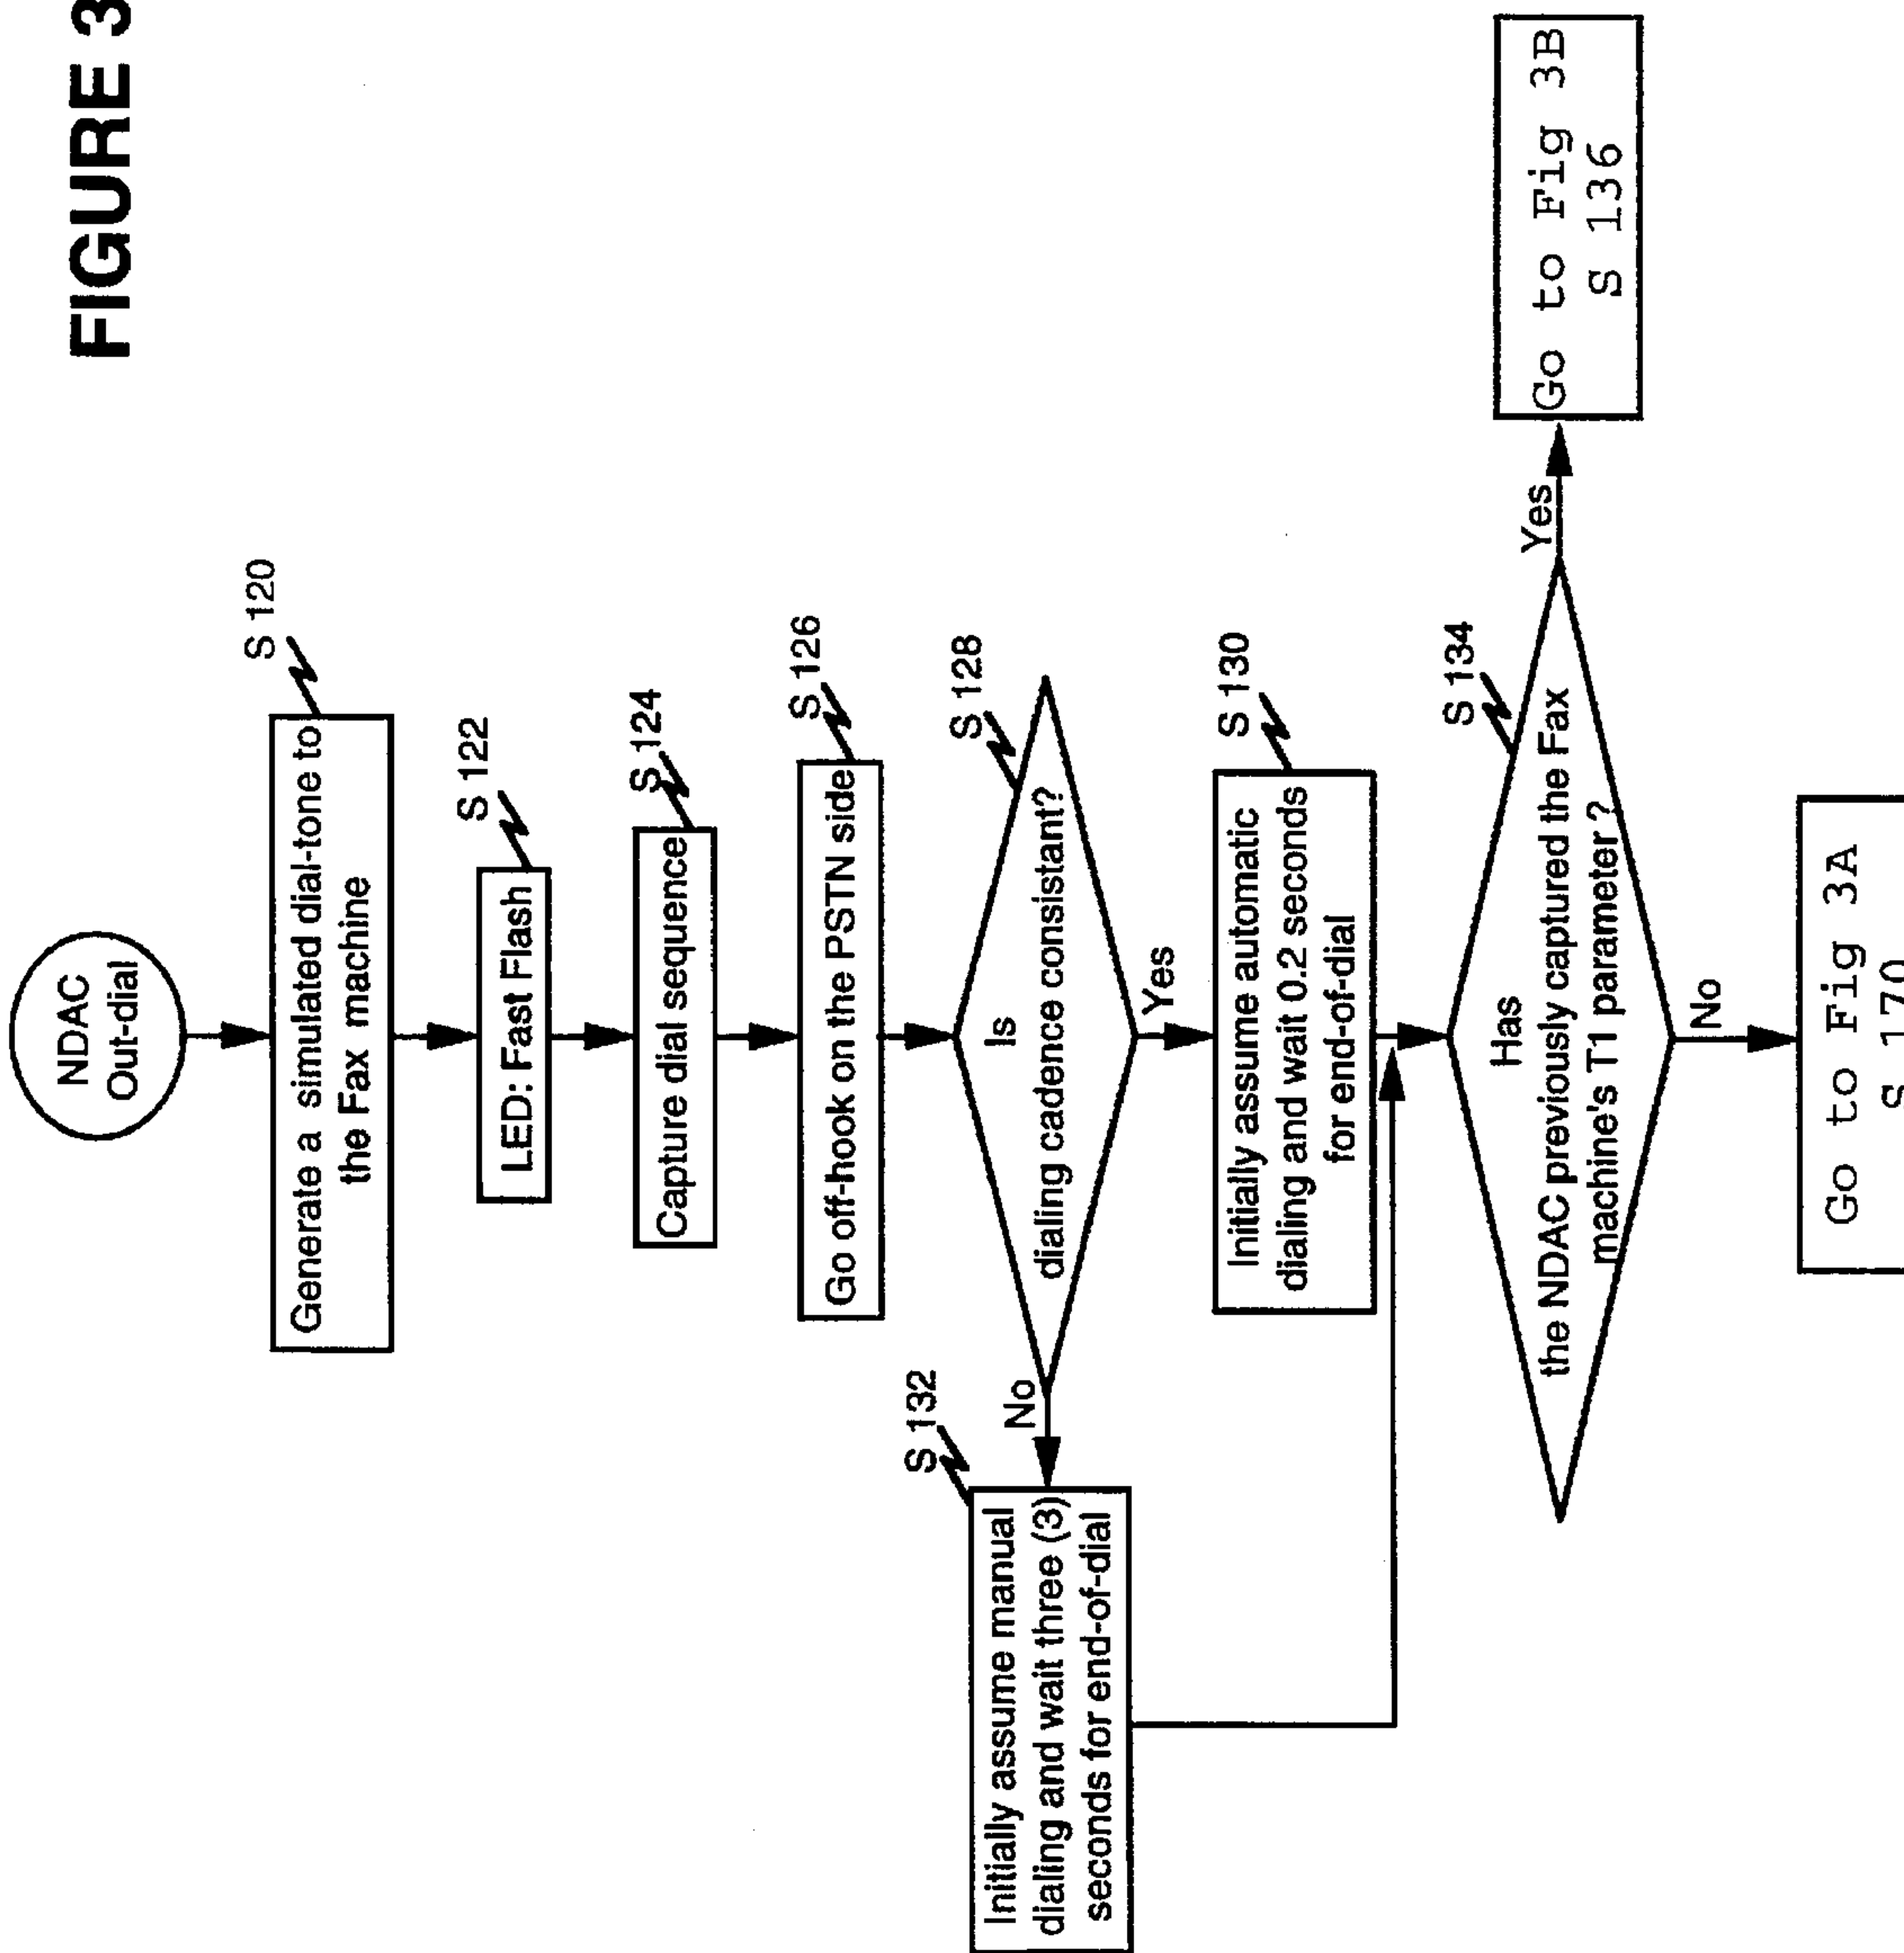 FIGURE 3
NDAC
Out-dial
S 120
Generate a simulated dial-tone to
the Fax machine
S 122
LED: Fast Flash
S 124
Capture dial sequence
S 126
Go off-hook on the PSTN side
S 128
Is
dialing cadence consistant?
No
Yes
S 132
Initially assume manual
dialing and wait three (3)
seconds for end-of-dial
S 130
Initially assume automatic
dialing and wait 0.2 seconds
for end-of-dial
S 134
Has
the NDAC previously captured the Fax
machine's T1 parameter ?
Yes
Go to Fig 3B
S 136
No
Go to Fig 3A
S 170